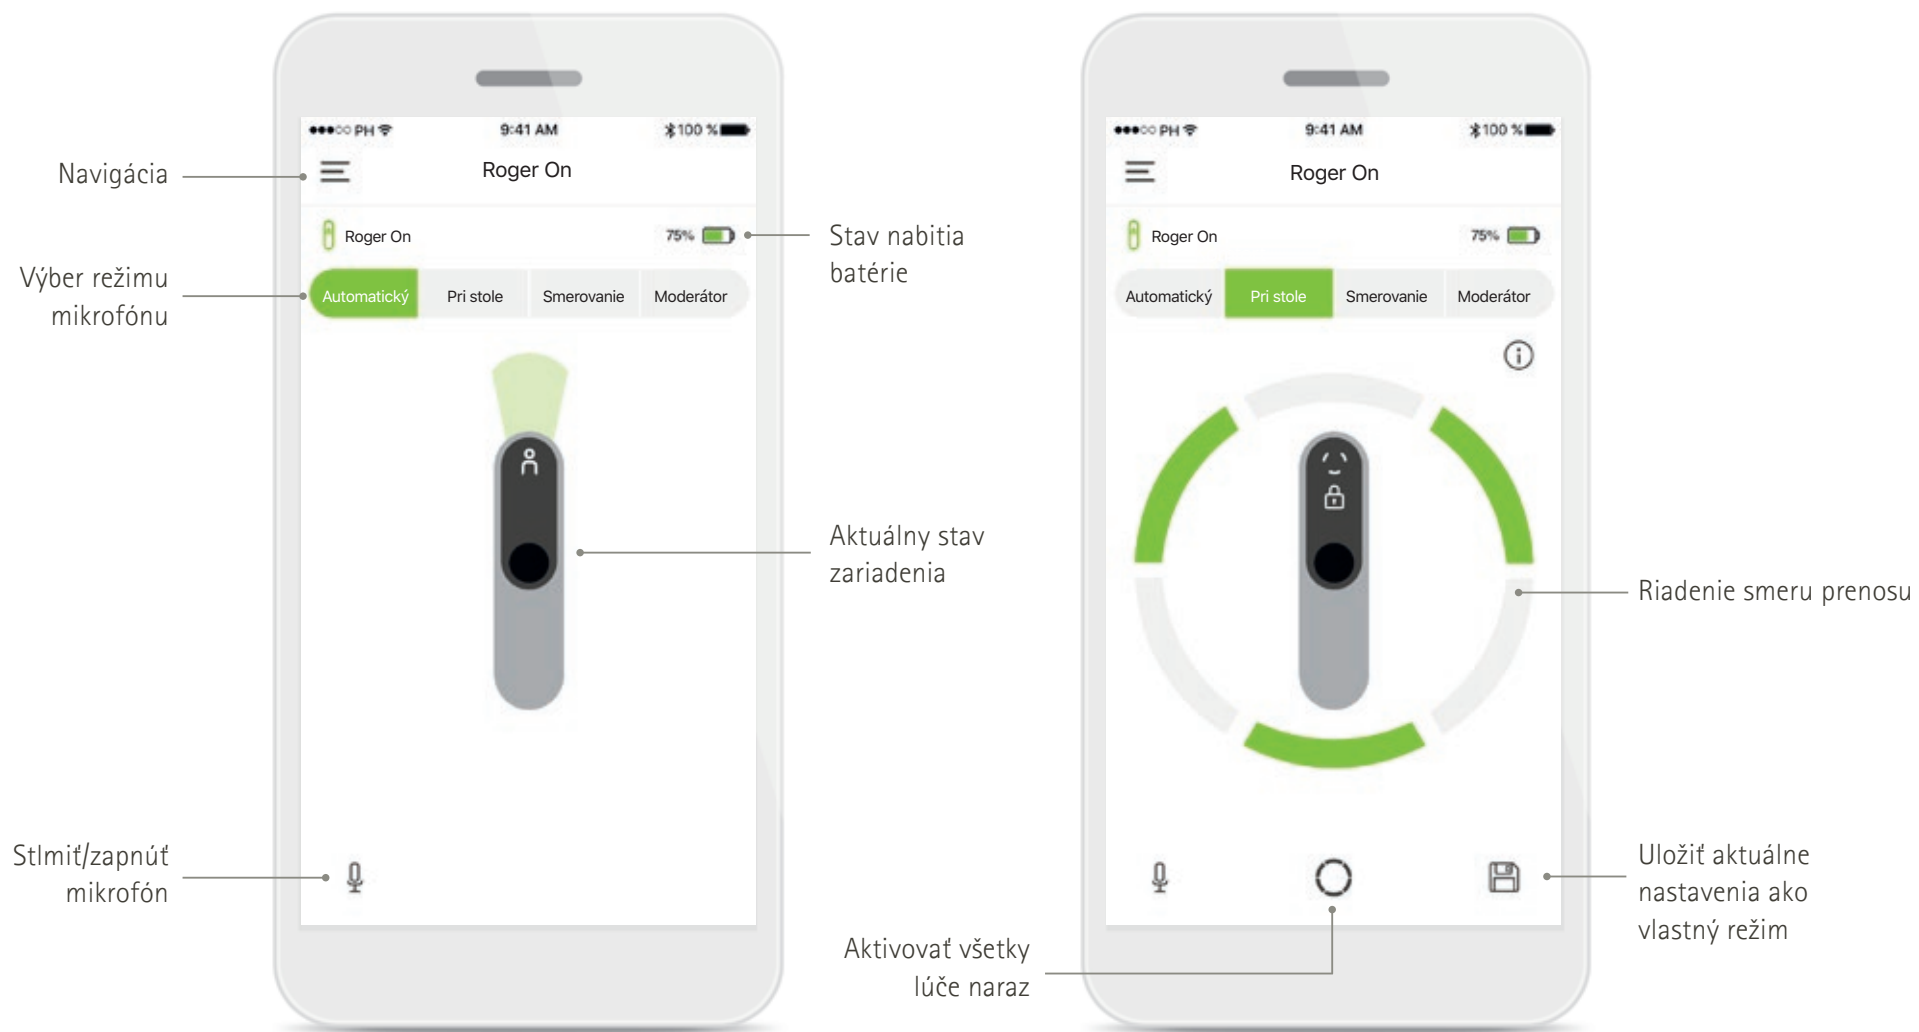 PH
9:41 AM
100 %
Roger On
Navigácia
Roger On
75%
Stav nabitia
batérie
Výber režimu
mikrofónu
Automatický
Pri stole
Smerovanie
Moderátor
Aktuálny stav
zariadenia
Stlmiť/zapnúť
mikrofón
PH
9:41 AM
100 %
Roger On
Roger On
75%
Automatický
Pri stole
Smerovanie
Moderátor
Riadenie smeru prenosu
Uložiť aktuálne
nastavenia ako
vlastný režim
Aktivovať všetky
lúče naraz